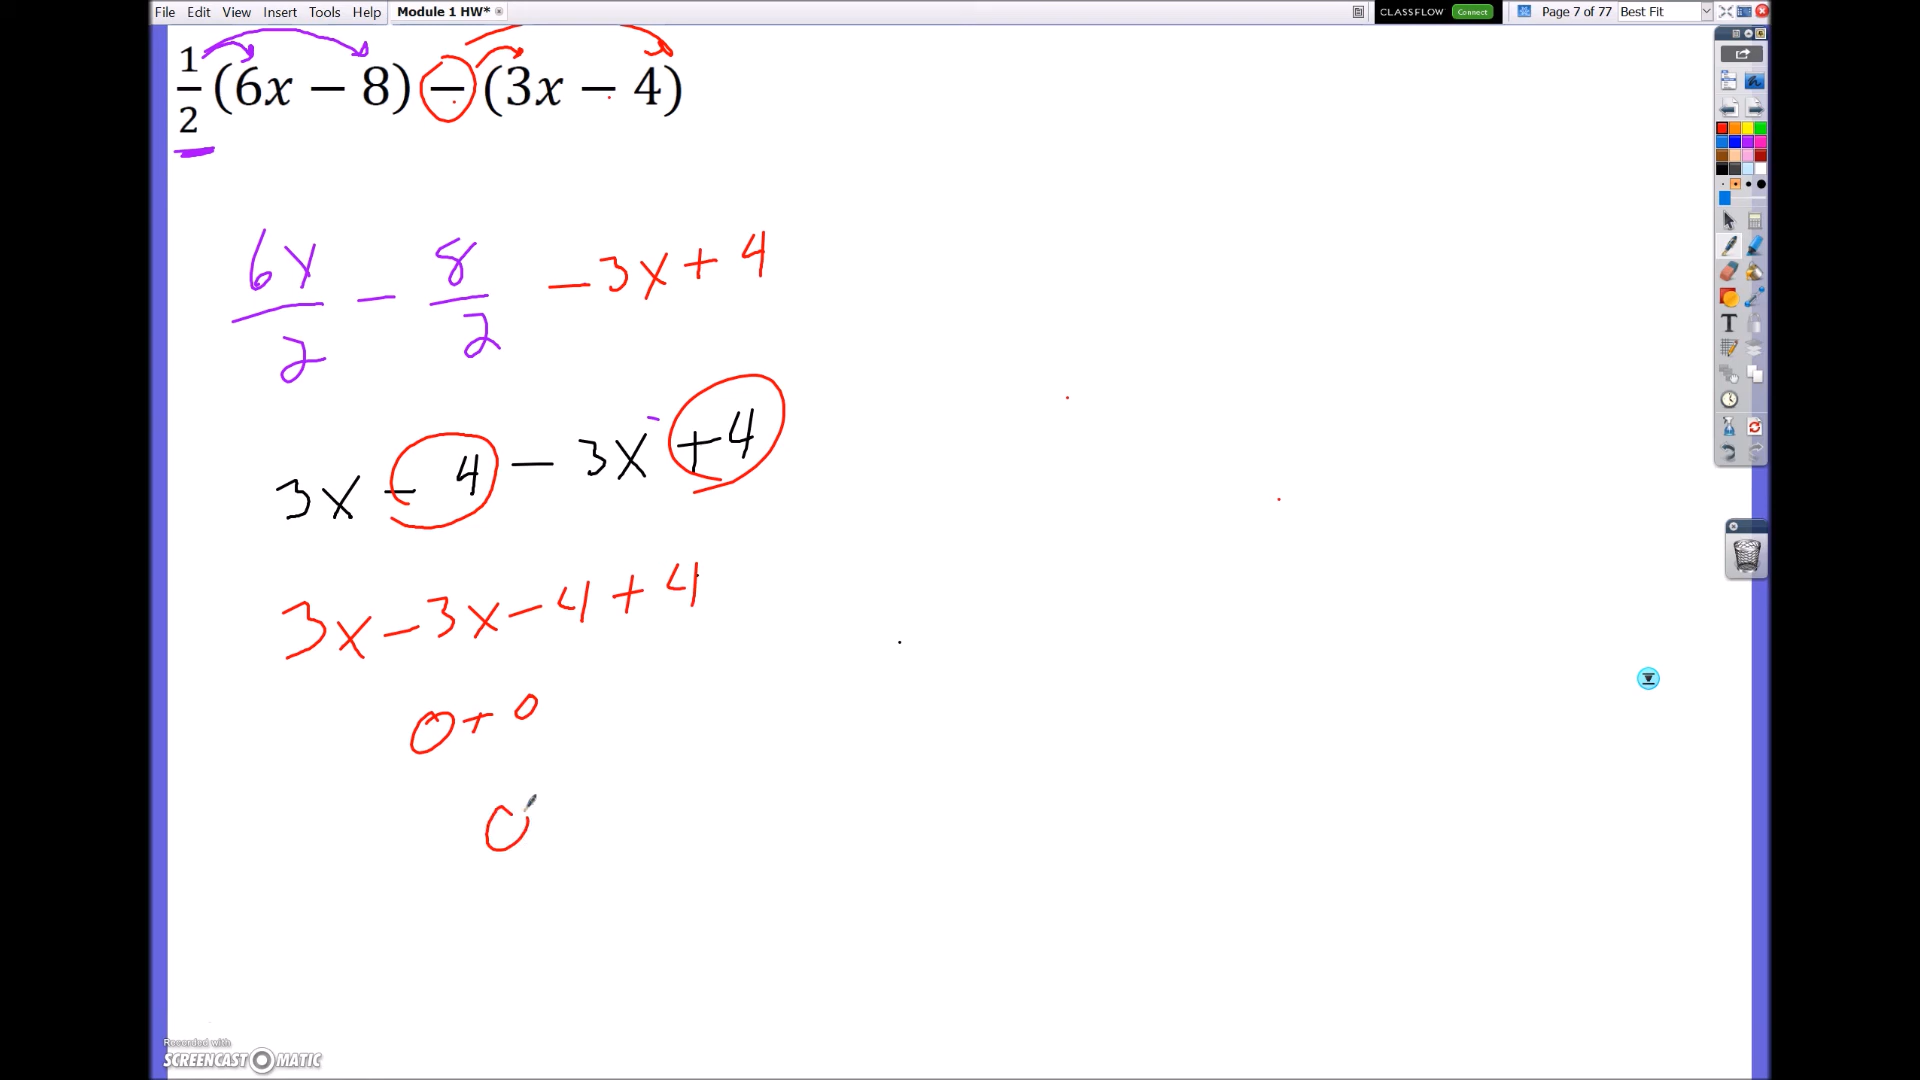 File Edit View Insert Tools Help Module 1 HW* CLASSFLOW Connect Page 7 of 77 Best Fit
1/2(6x − 8) − (3x − 4)
6x/2 − 8/2 − 3x + 4
3x − 4 − 3x + 4
3x − 3x − 4 + 4
0 + 0
0
T
Recorded with
SCREENCAST MATIC